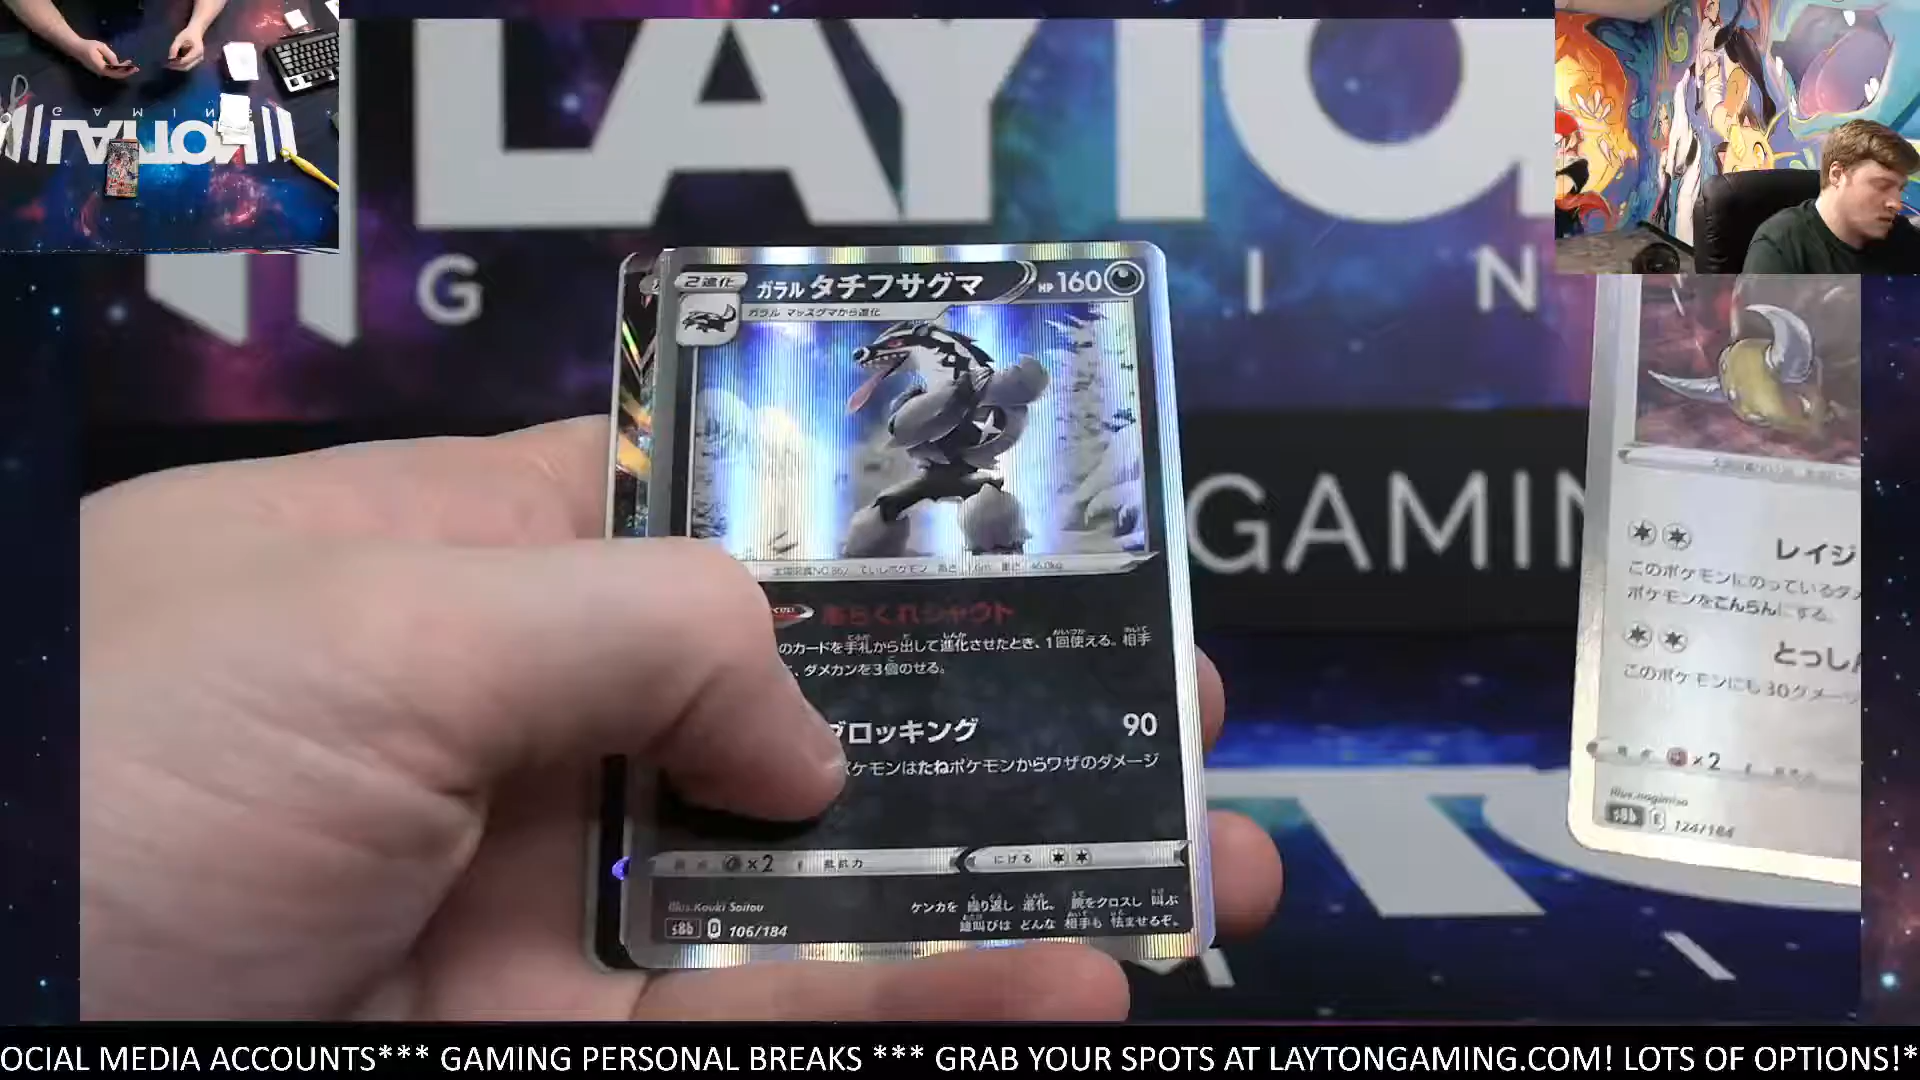 LAYTO
G I N
GAMIN
GAMIN
2進化
ガラル タチフサグマ
HP 160
ガラル マッスグマから進化
のカードを手札から出して進化させたとき、1回使える。相手
、ダメカンを3個のせる。
ブロッキング 90
ポケモンはたねポケモンからワザのダメージ
×2 抵抗力 にげる
Illus. Kouki Saitou
s8b D 106/184
ケンカを 繰り返し 進化。 腕をクロスし 叫ぶ
雄叫びは どんな 相手も 怯ませるぞ。
レイジ
このポケモンにのっているダメ
ポケモンをこんらんにする。
とっしん
このポケモンにも30ダメージ
×2
Illus. nagimiso
s8b E 124/184
OCIAL MEDIA ACCOUNTS*** GAMING PERSONAL BREAKS *** GRAB YOUR SPOTS AT LAYTONGAMING.COM! LOTS OF OPTIONS!*